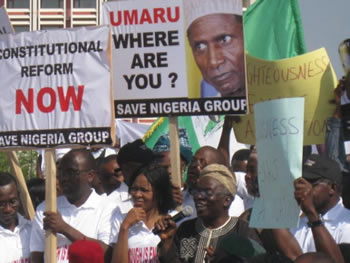 CONSTITUTIONAL
REFORM
NOW
SAVE NIGERIA GROUP
UMARU
WHERE
ARE
YOU ?
SAVE NIGERIA GROUP